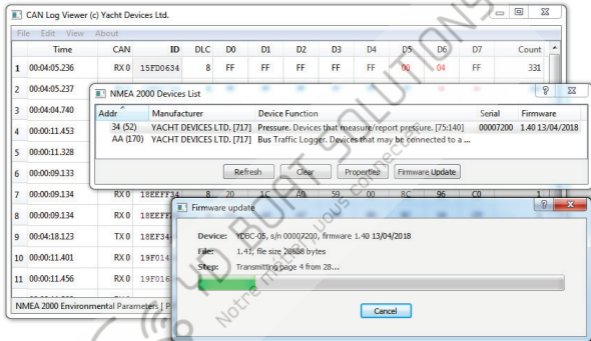 CAN Log Viewer (c) Yacht Devices Ltd.
File Edit View About
Time CAN ID DLC D0 D1 D2 D3 D4 D5 D6 D7 Count
1 00:04:05.236 RX 0 15FD0634 8 FF FF FF FF FF 00 04 FF 331
2 00:04:05.237
3 00:04:04.740
4 00:00:11.453
5 00:00:11.328
6 00:00:09.133
7 00:00:09.134 RX 0 18EEFF34 8 20 1C A0 59 00 8C 96 C0 1
8 00:00:09.134 RX 0
9 00:04:18.123 TX 0
10 00:00:11.401 RX 0
11 00:00:11.456 RX 0
NMEA 2000 Environmental Parameters [
NMEA 2000 Devices List
Addr Manufacturer Device Function Serial Firmware
34 (52) YACHT DEVICES LTD. [717] Pressure. Devices that measure/report pressure. [75:140] 00007200 1.40 13/04/2018
AA (170) YACHT DEVICES LTD. [717] Bus Traffic Logger. Devices that may be connected to a ...
Refresh Clear Properties Firmware Update
Firmware update
Device: YDBC-05, s/n 00007200, firmware 1.40 13/04/2018
File: 1.41, file size 28688 bytes
Step: Transmitting page 4 from 28...
Cancel
YD BOAT SOLUTIONS
Notre métier, vous connecter